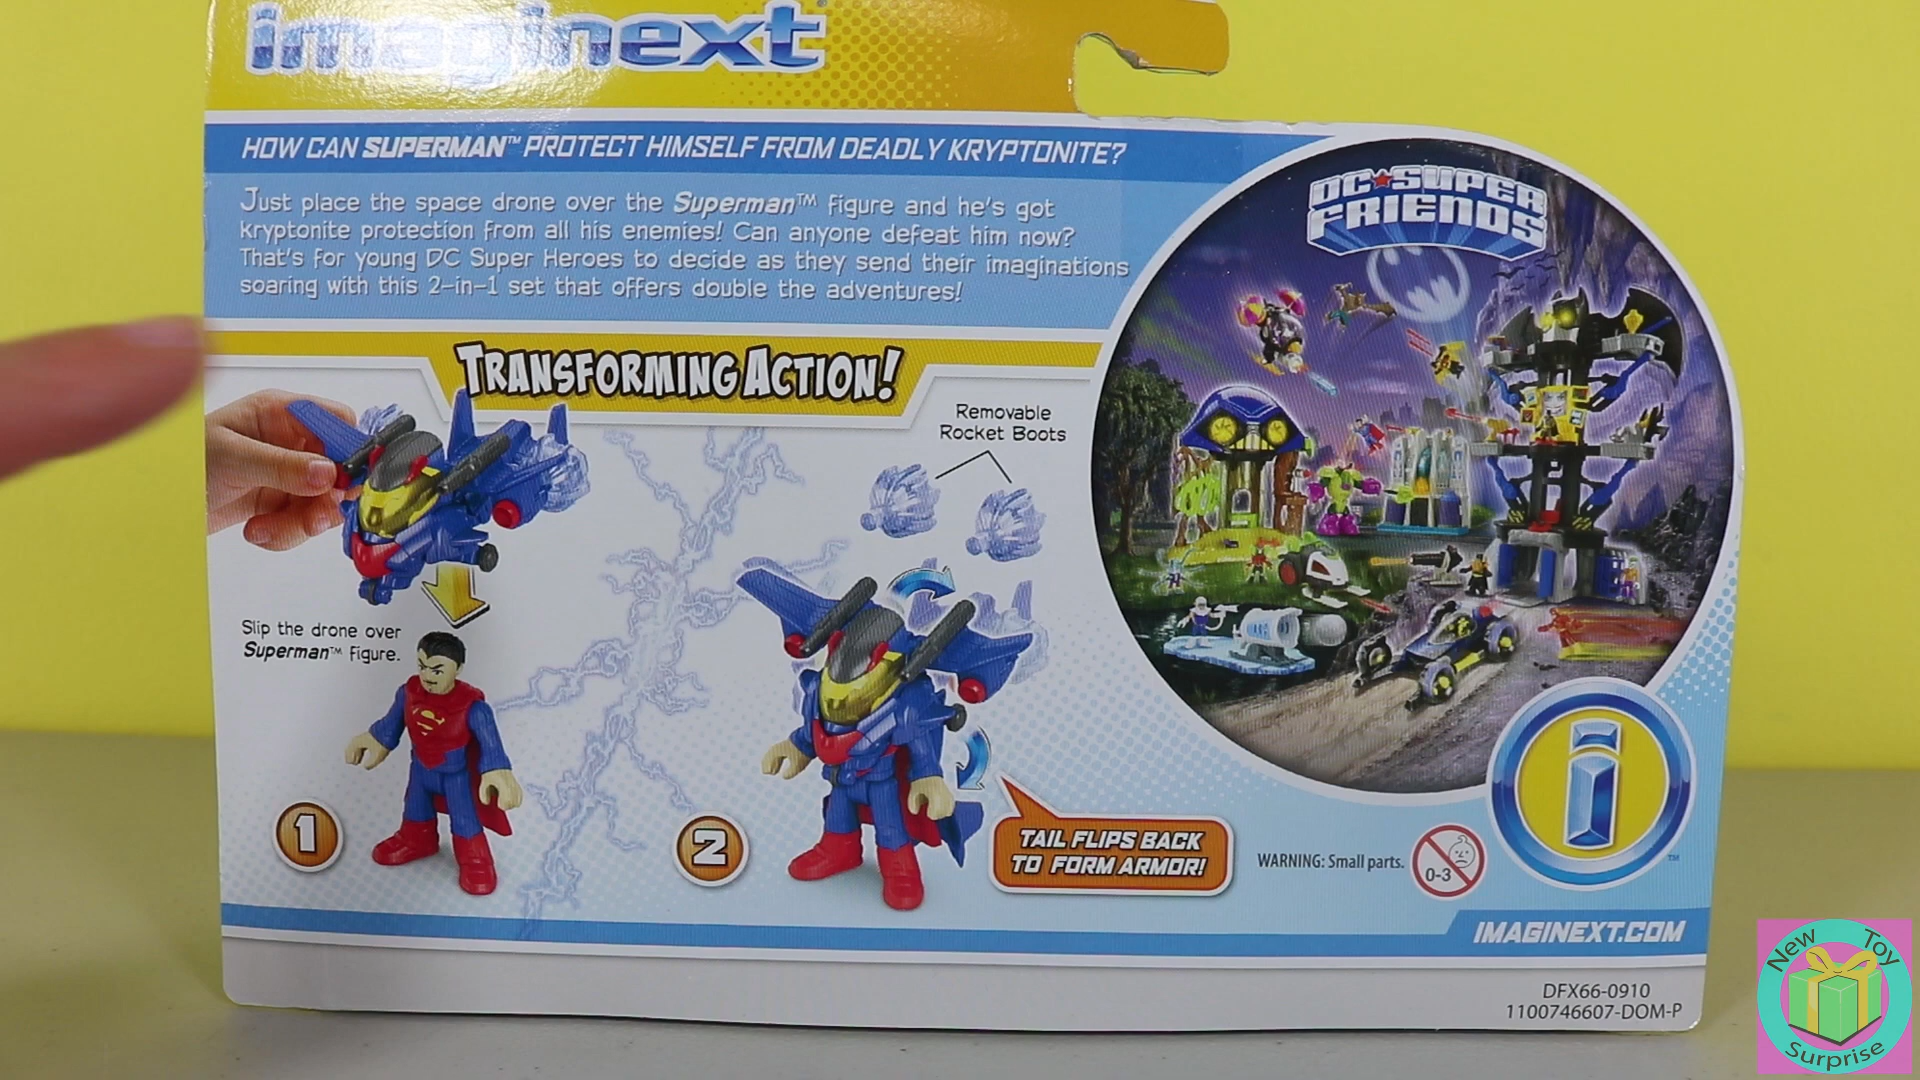 imaginext
HOW CAN SUPERMAN™ PROTECT HIMSELF FROM DEADLY KRYPTONITE?
Just place the space drone over the Superman™ figure and he's got
kryptonite protection from all his enemies! Can anyone defeat him now?
That's for young DC Super Heroes to decide as they send their imaginations
soaring with this 2-in-1 set that offers double the adventures!
DC SUPER
FRIENDS
TRANSFORMING ACTION!
Removable
Rocket Boots
Slip the drone over
Superman™ figure.
1
2
TAIL FLIPS BACK
TO FORM ARMOR!
WARNING: Small parts.
0-3
i
™
IMAGINEXT.COM
DFX66-0910
1100746607-DOM-P
New Toy
Surprise